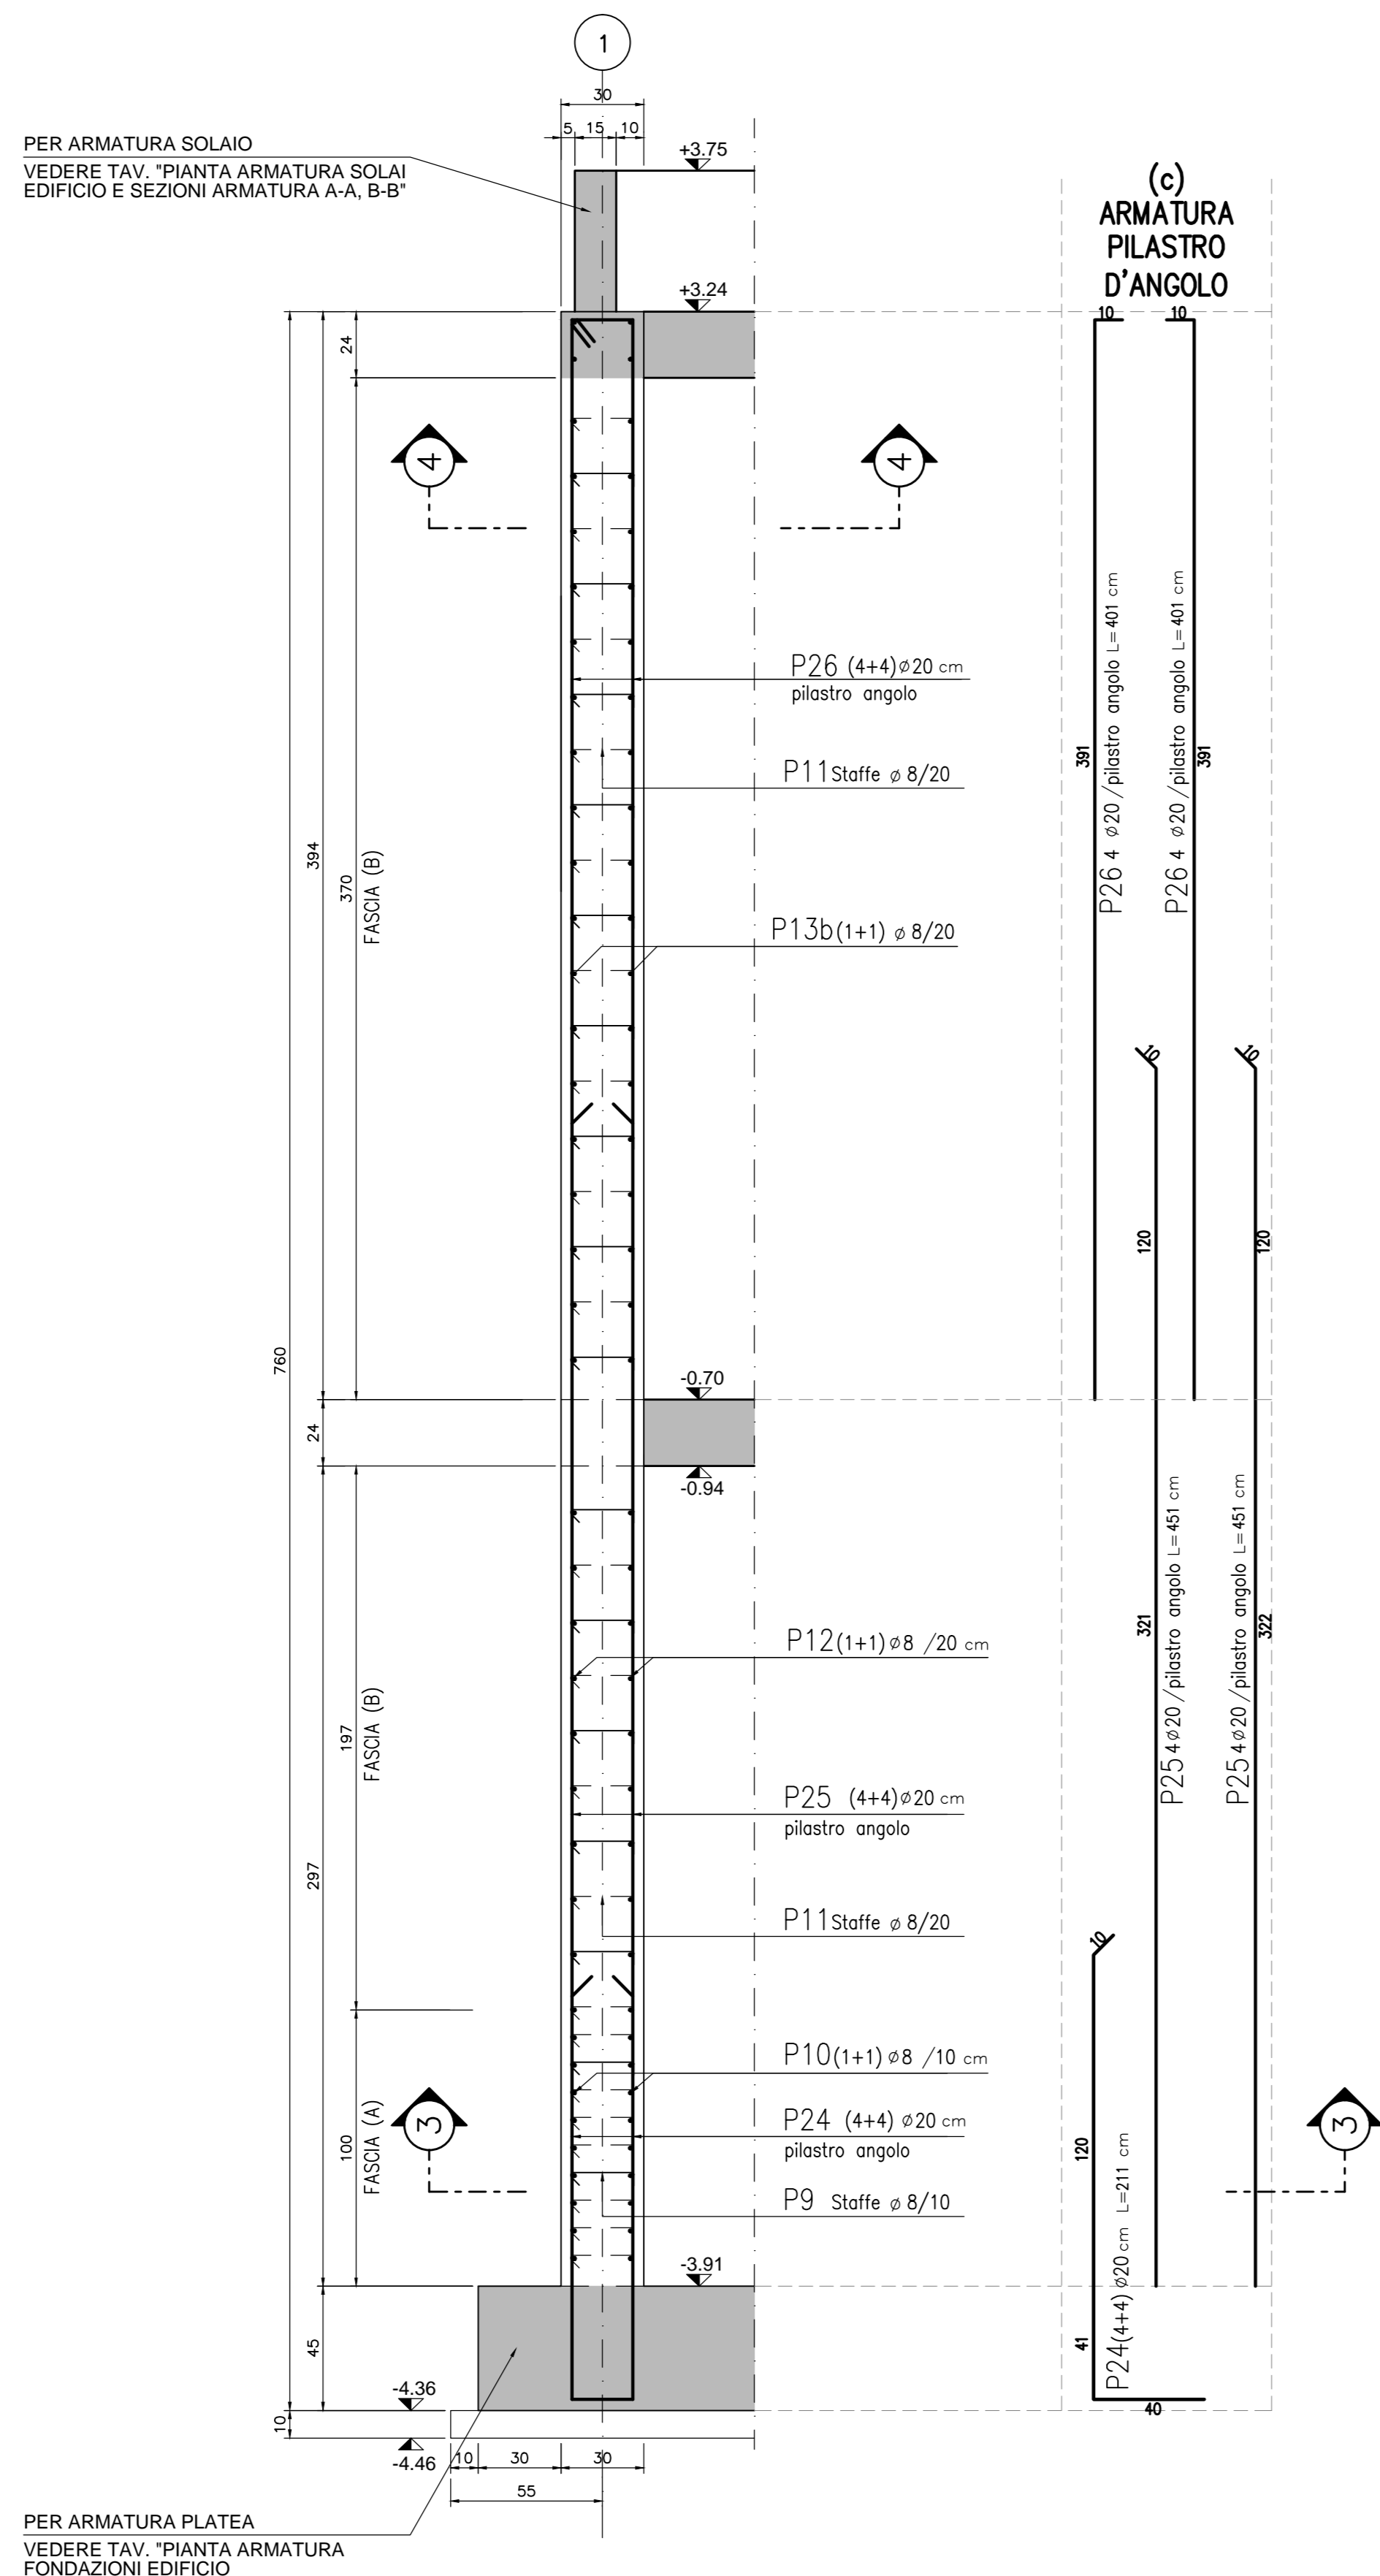 1
30
5 15 10
PER ARMATURA SOLAIO
VEDERE TAV. "PIANTA ARMATURA SOLAI
EDIFICIO E SEZIONI ARMATURA A-A, B-B"
+3.75
(c)
ARMATURA
PILASTRO
D'ANGOLO
+3.24
10 10
24
4 4
P26 (4+4)ø20 cm
pilastro angolo
P11 Staffe ø 8/20
P26 4 ø20 /pilastro angolo L=401 cm
P26 4 ø20 /pilastro angolo L=401 cm
391 391
394
370
FASCIA (B)
P13b(1+1) ø 8/20
10 10
120 120
760
-0.70
24
-0.94
P12(1+1)ø8 /20 cm
321 322
P25 4ø20 /pilastro angolo L=451 cm
P25 4ø20 /pilastro angolo L=451 cm
197
FASCIA (B)
P25 (4+4)ø20 cm
pilastro angolo
297
P11 Staffe ø 8/20
10
P10(1+1) ø8 /10 cm
100
FASCIA (A)
3 3
P24 (4+4) ø20 cm
pilastro angolo
P9 Staffe ø 8/10
120
P24(4+4) ø20 cm L=211 cm
-3.91
45
41
40
-4.36
10
-4.46
10 30 30
55
PER ARMATURA PLATEA
VEDERE TAV. "PIANTA ARMATURA
FONDAZIONI EDIFICIO